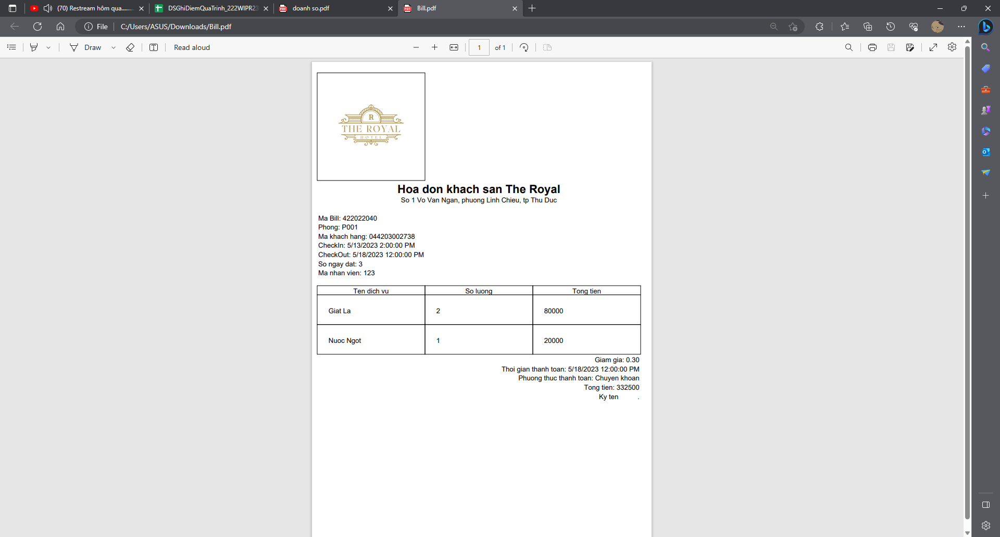 (70) Restream hôm qua........
DSGhiDiemQuaTrinh_222WIPR23
doanh so.pdf
Bill.pdf
File
C:/Users/ASUS/Downloads/Bill.pdf
Draw
Read aloud
1
of 1
R
THE ROYAL
HOTEL
Hoa don khach san The Royal
So 1 Vo Van Ngan, phuong Linh Chieu, tp Thu Duc
Ma Bill: 422022040
Phong: P001
Ma khach hang: 044203002738
CheckIn: 5/13/2023 2:00:00 PM
CheckOut: 5/18/2023 12:00:00 PM
So ngay dat: 3
Ma nhan vien: 123
Ten dich vu So luong Tong tien
Giat La 2 80000
Nuoc Ngot 1 20000
Giam gia: 0.30
Thoi gian thanh toan: 5/18/2023 12:00:00 PM
Phuong thuc thanh toan: Chuyen khoan
Tong tien: 332500
Ky ten .